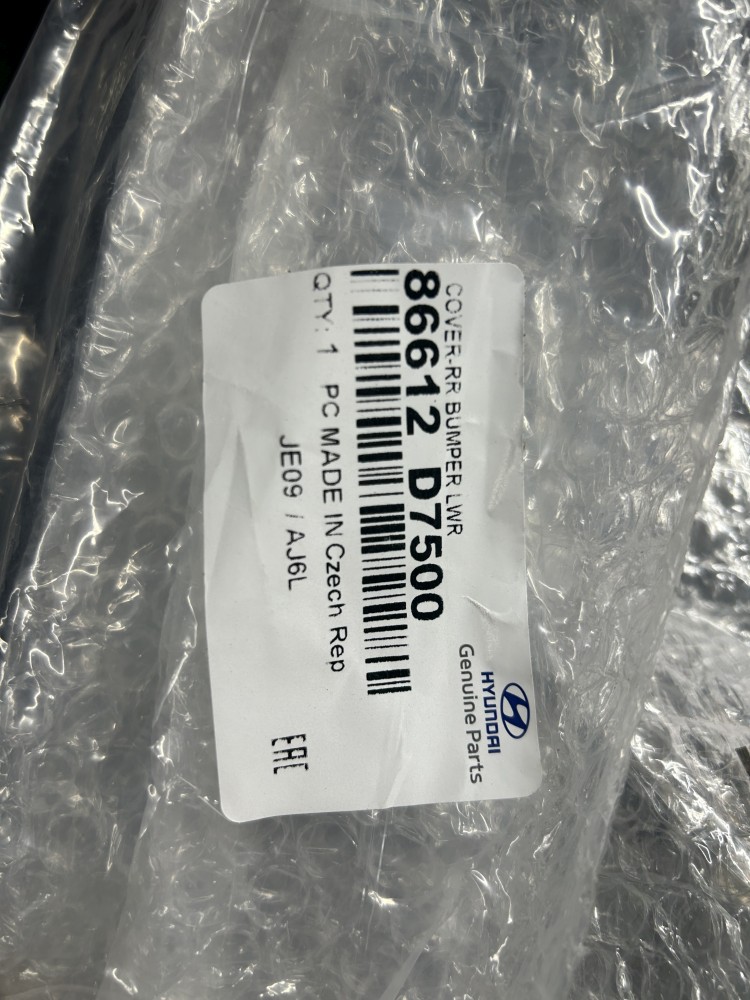 HYUNDAI
Genuine Parts
COVER-RR BUMPER LWR
86612 D7500
QTY: 1 PC MADE IN Czech Rep
JE09 / AJ6L
EAC